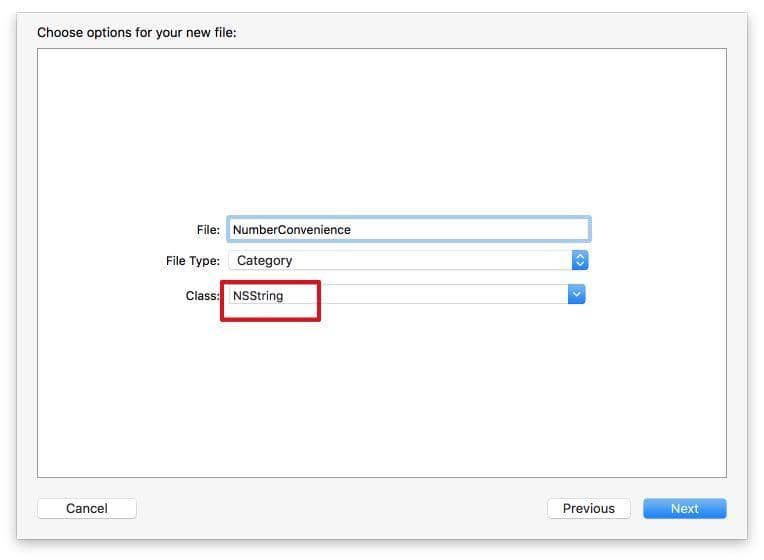 Choose options for your new file:
File: NumberConvenience
File Type: Category
Class: NSString
Cancel Previous Next